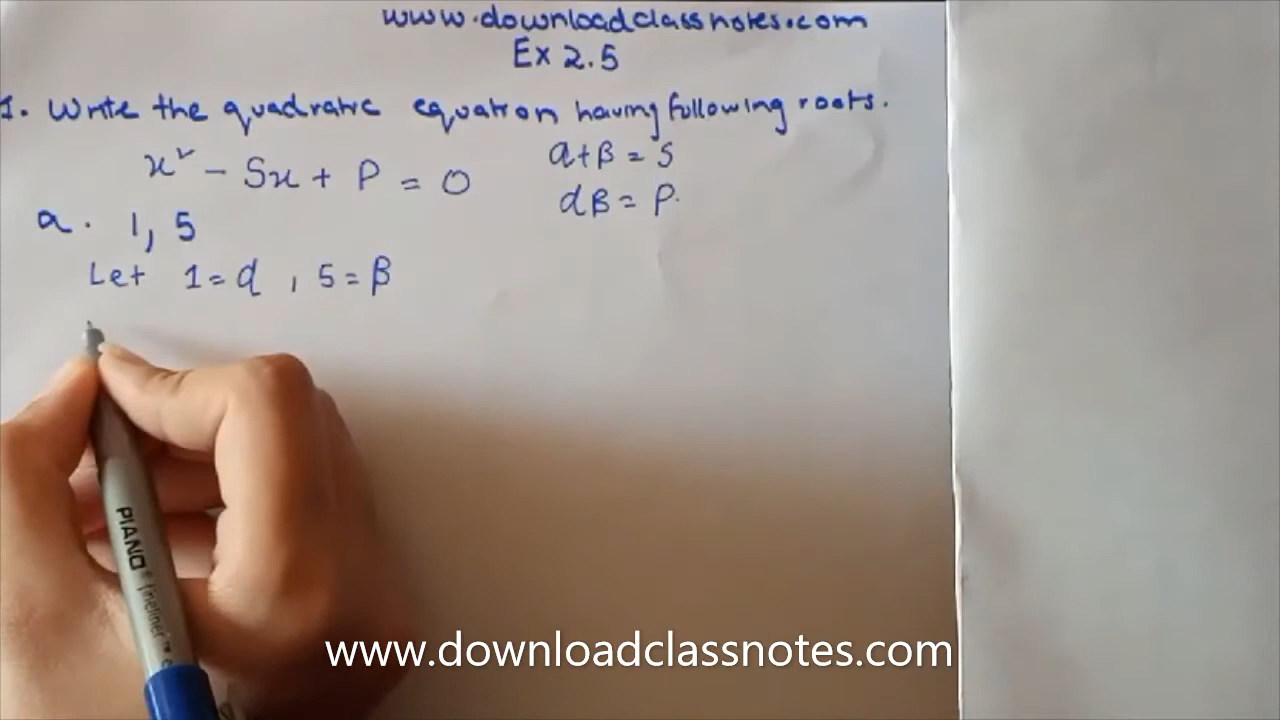 www.downloadclassnotes.com
Ex 2.5
1. Write the quadratic equation having following roots.
x² - Sx + P = 0
α+β = S
αβ = P.
a. 1, 5
Let 1 = α , 5 = β
PIANO
fineliner
www.downloadclassnotes.com